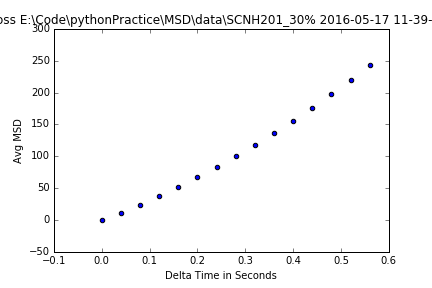 oss E:\Code\pythonPractice\MSD\data\SCNH201_30% 2016-05-17 11-39-
300
250
200
150
100
50
0
−50
Avg MSD
−0.1 0.0 0.1 0.2 0.3 0.4 0.5 0.6
Delta Time in Seconds